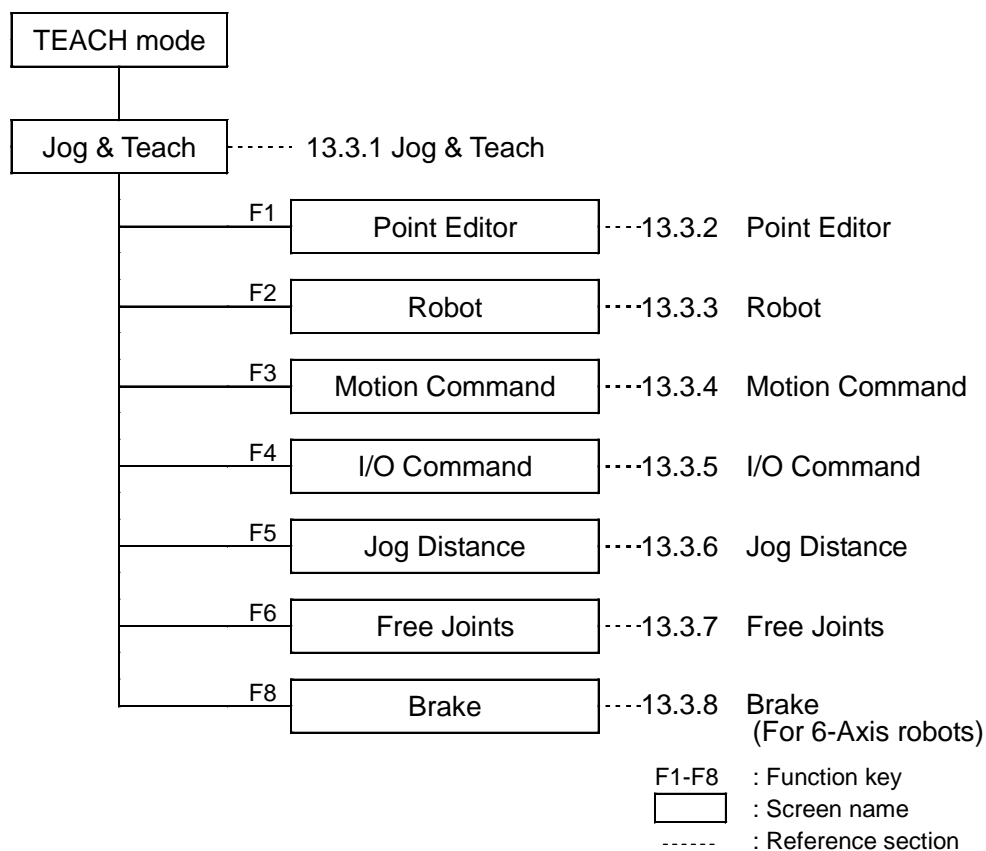 TEACH mode
Jog & Teach 13.3.1 Jog & Teach
F1 Point Editor 13.3.2 Point Editor
F2 Robot 13.3.3 Robot
F3 Motion Command 13.3.4 Motion Command
F4 I/O Command 13.3.5 I/O Command
F5 Jog Distance 13.3.6 Jog Distance
F6 Free Joints 13.3.7 Free Joints
F8 Brake 13.3.8 Brake
(For 6-Axis robots)
F1-F8 : Function key
: Screen name
: Reference section